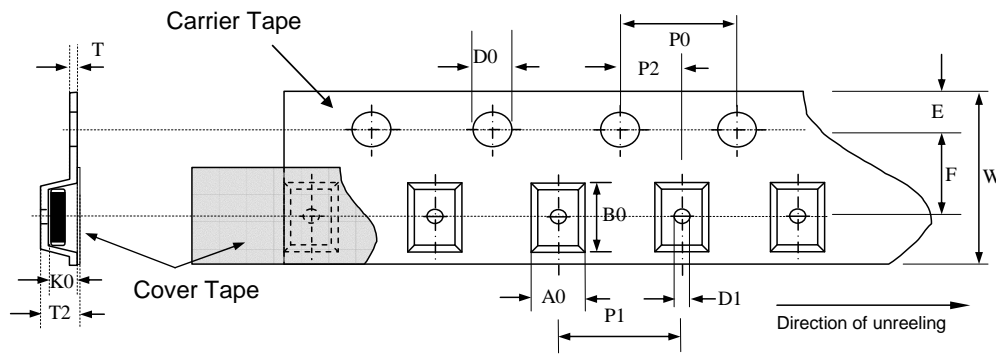 Carrier Tape
T
D0
P0
P2
E
F
W
B0
K0
Cover Tape
T2
A0
D1
P1
Direction of unreeling